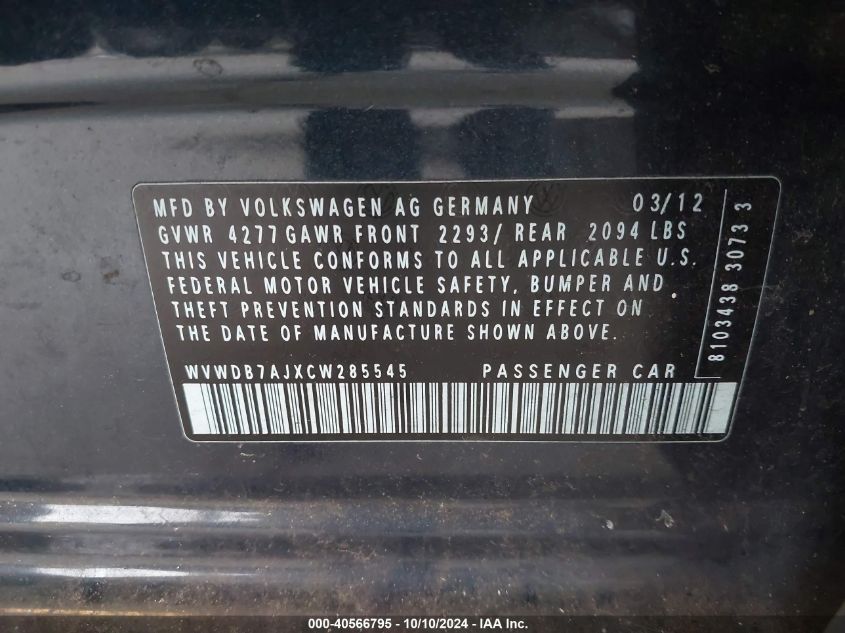 MFD BY VOLKSWAGEN AG GERMANY 03/12
GVWR 4277 GAWR FRONT 2293/ REAR 2094 LBS
THIS VEHICLE CONFORMS TO ALL APPLICABLE U.S.
FEDERAL MOTOR VEHICLE SAFETY, BUMPER AND
THEFT PREVENTION STANDARDS IN EFFECT ON
THE DATE OF MANUFACTURE SHOWN ABOVE.
WVWDB7AJXCW285545 PASSENGER CAR
8103438 3073 3
000-40566795 - 10/10/2024 - IAA Inc.